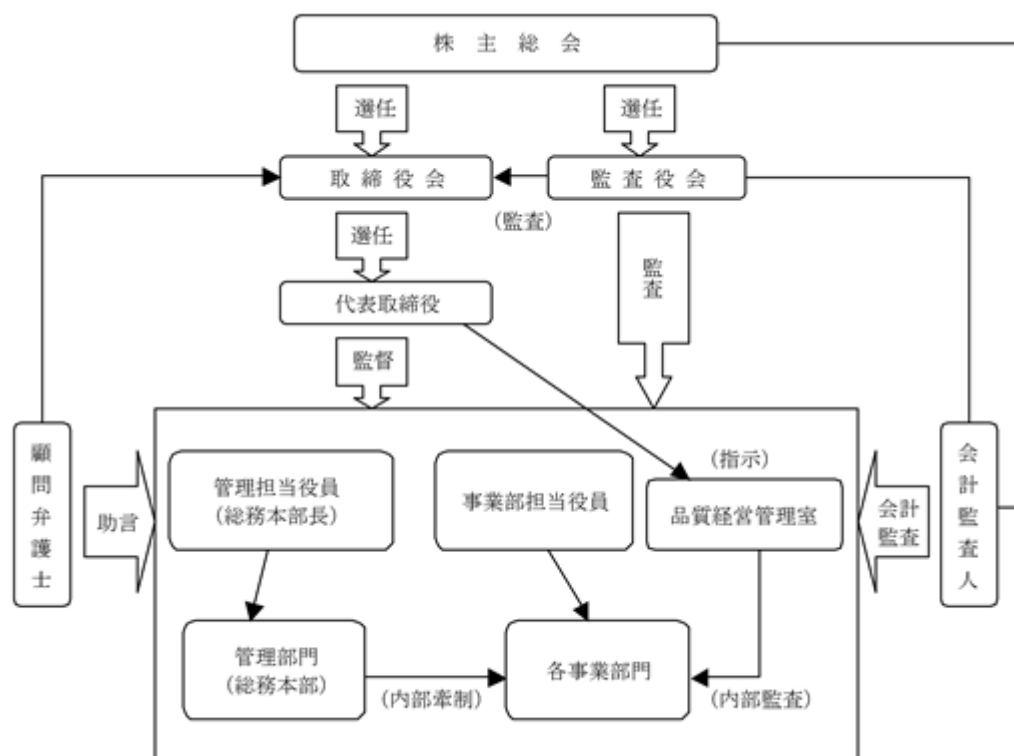 株主総会
選任
選任
取締役会
監査役会
(監査)
選任
監査
代表取締役
監督
顧問弁護士
助言
管理担当役員
(総務本部長)
事業部担当役員
(指示)
品質経営管理室
会計
監査
会計監査人
管理部門
(総務本部)
(内部牽制)
各事業部門
(内部監査)